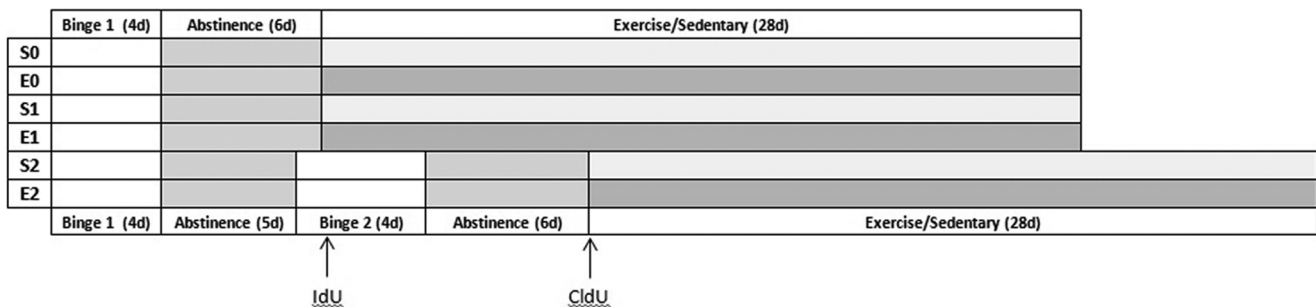 Binge 1 (4d) Abstinence (6d) Exercise/Sedentary (28d)
S0
E0
S1
E1
S2
E2
Binge 1 (4d) Abstinence (5d) Binge 2 (4d) Abstinence (6d) Exercise/Sedentary (28d)
IdU CldU